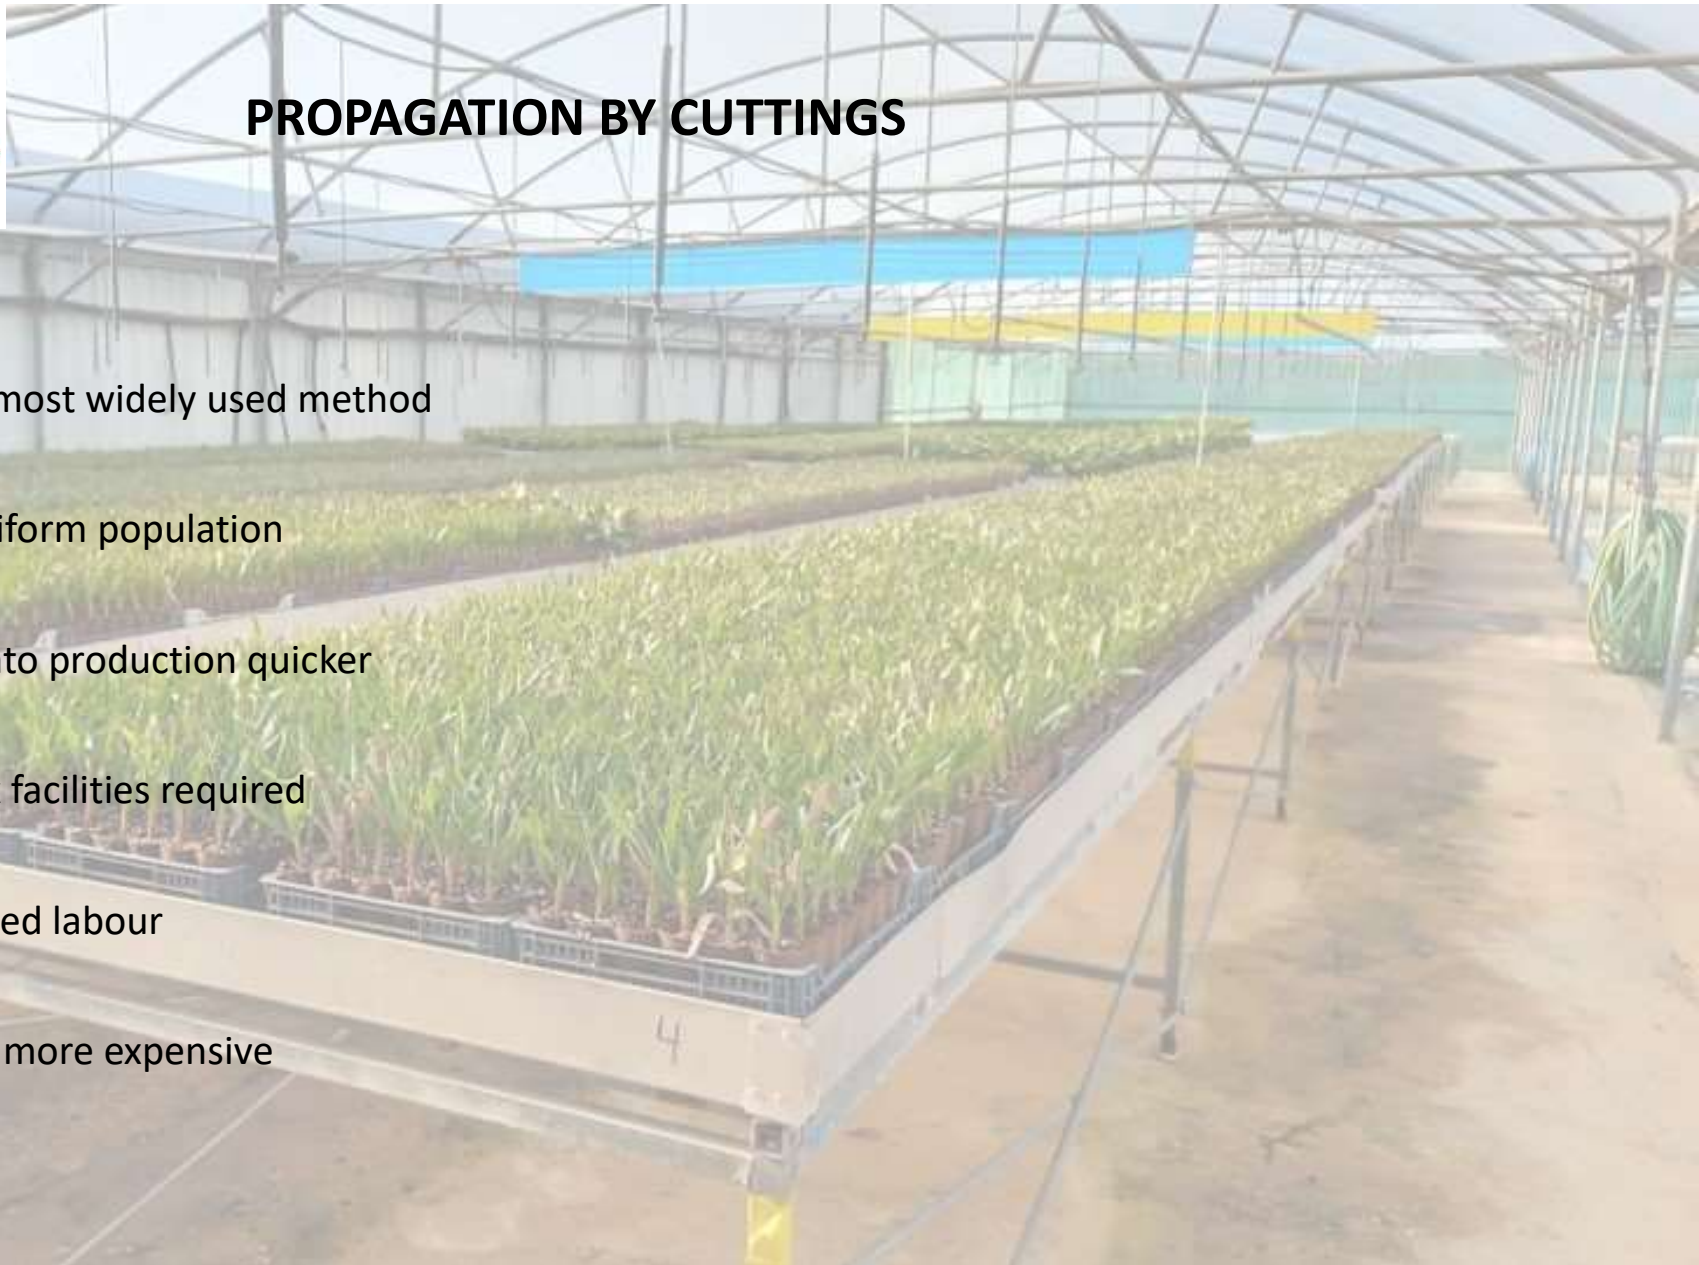 PROPAGATION BY CUTTINGS
most widely used method
iform population
to production quicker
facilities required
ed labour
more expensive
4